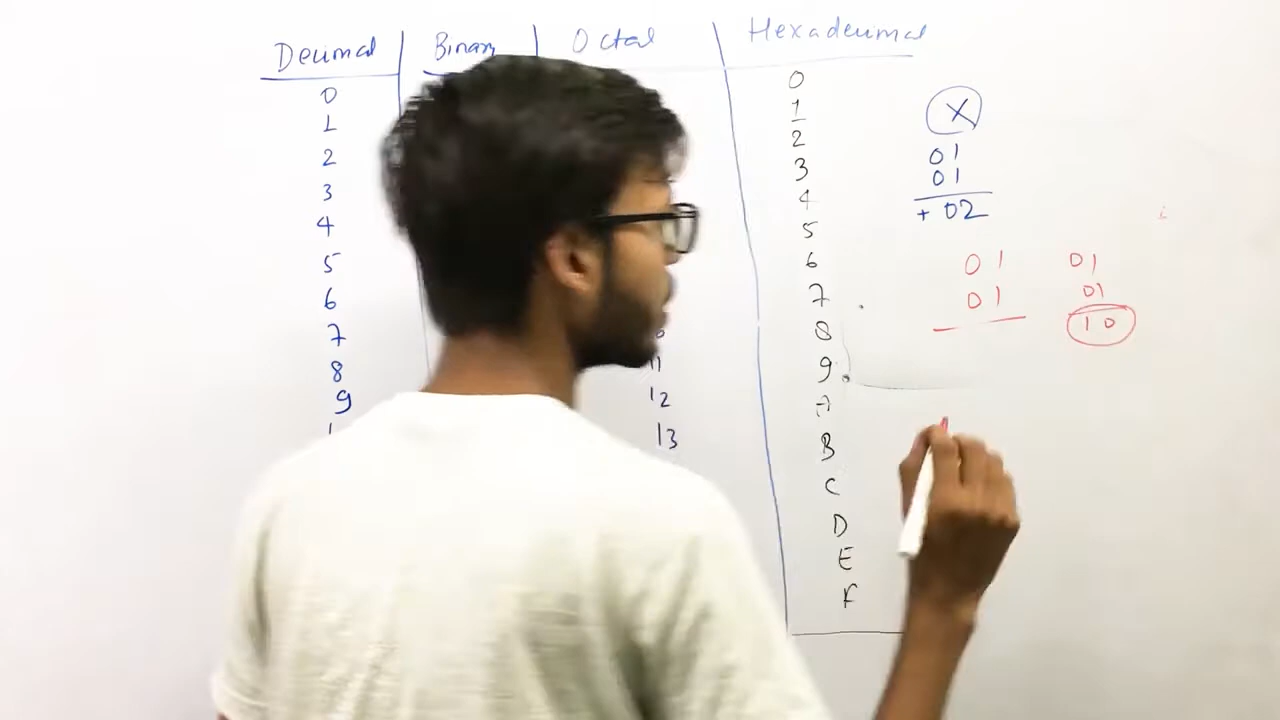 Decimal Binary Octal Hexadecimal
0 0
1 1
2 2
3 3
4 4
5 5
6 6
7 7
8 8
9 9
A
B
C
D
E
F
11
12
13
X
01
01
+ 02
01
01
01
01
10